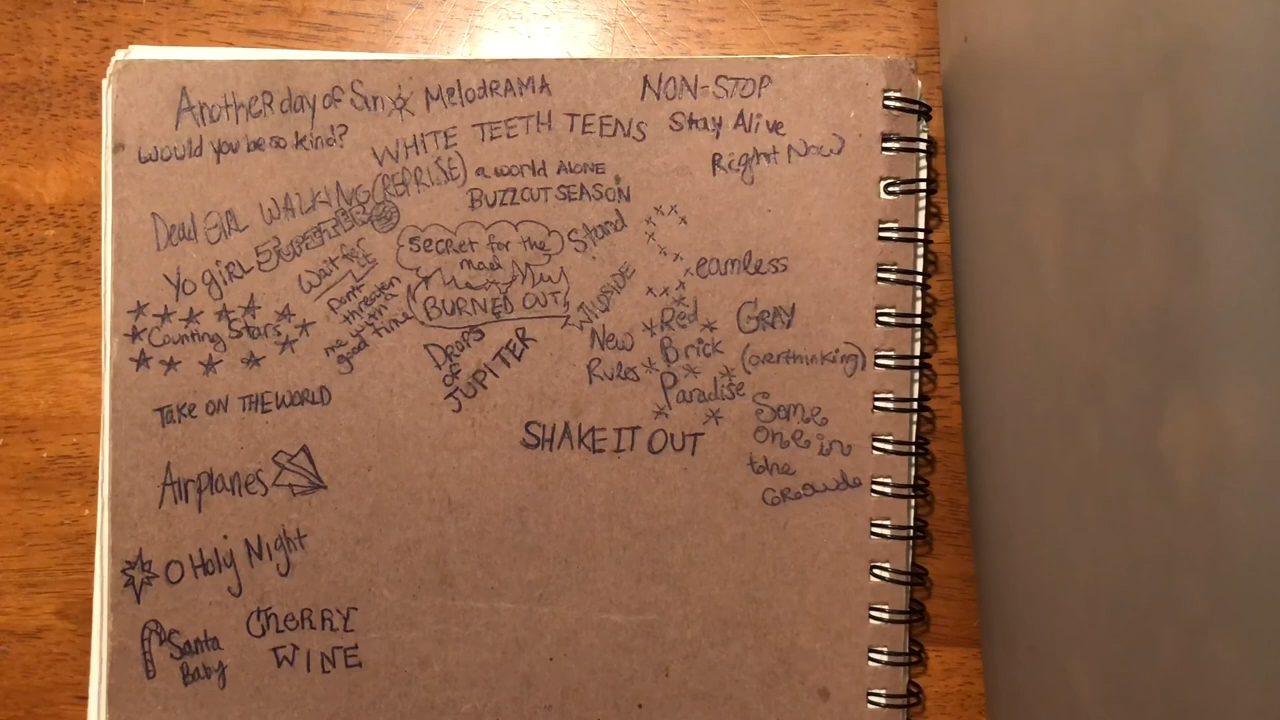 Another day of Sun
MelodRAMA
NON-STOP
would you be so kind?
WHITE TEETH TEENS
Stay Alive
Right Now
Dead GIRL WALKING (REPRISE)
a world ALONE
BUZZCUT SEASON
Yo girl
Wait for
secret for the
mad
Stand
WILDSIDE
eamless
Counting Stars
Don't
threaten
me with a
good time
BURNED OUT
DROPS
OF
JUPITER
New
Rules
Red
Brick
Paradise
GRAY
(overthinking)
TAKE ON THE WORLD
SHAKE IT OUT
Some
one in
the
CROWD
Airplanes
O Holy Night
Santa
Baby
CHERRY
WINE